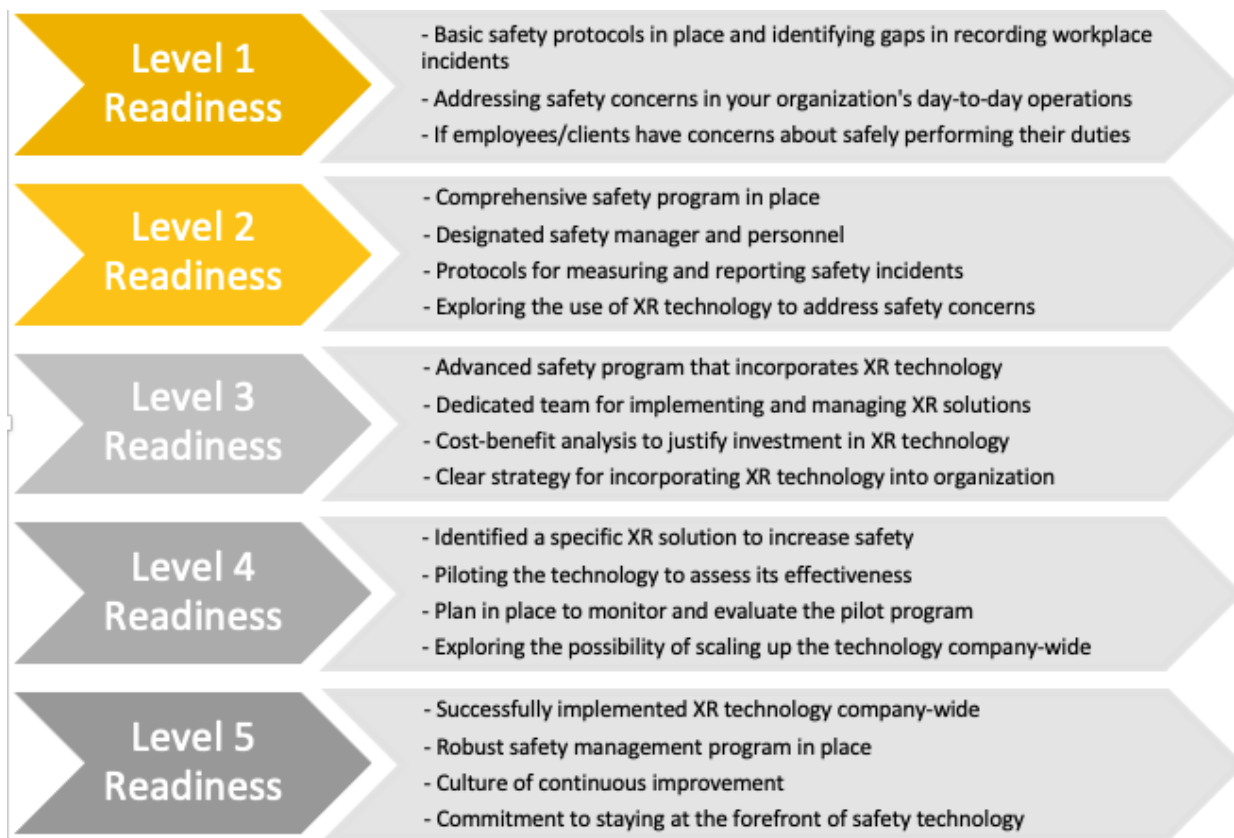 Level 1
Readiness
- Basic safety protocols in place and identifying gaps in recording workplace
incidents
- Addressing safety concerns in your organization's day-to-day operations
- If employees/clients have concerns about safely performing their duties
Level 2
Readiness
- Comprehensive safety program in place
- Designated safety manager and personnel
- Protocols for measuring and reporting safety incidents
- Exploring the use of XR technology to address safety concerns
Level 3
Readiness
- Advanced safety program that incorporates XR technology
- Dedicated team for implementing and managing XR solutions
- Cost-benefit analysis to justify investment in XR technology
- Clear strategy for incorporating XR technology into organization
Level 4
Readiness
- Identified a specific XR solution to increase safety
- Piloting the technology to assess its effectiveness
- Plan in place to monitor and evaluate the pilot program
- Exploring the possibility of scaling up the technology company-wide
Level 5
Readiness
- Successfully implemented XR technology company-wide
- Robust safety management program in place
- Culture of continuous improvement
- Commitment to staying at the forefront of safety technology